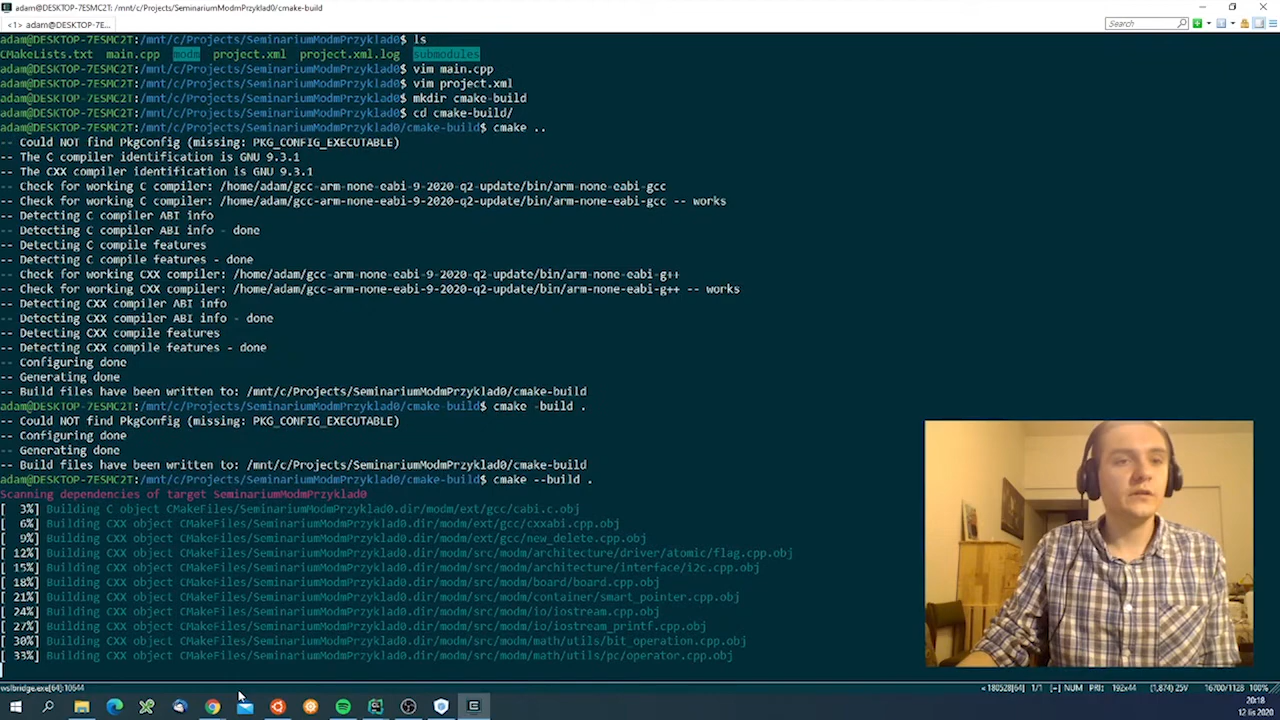 adam@DESKTOP-7ESMC2T: /mnt/c/Projects/SeminariumModmPrzyklad0/cmake-build
<1> adam@DESKTOP-7E5...
Search
adam@DESKTOP-7ESMC2T:/mnt/c/Projects/SeminariumModmPrzyklad0$ ls
CMakeLists.txt main.cpp modm project.xml project.xml.log submodules
adam@DESKTOP-7ESMC2T:/mnt/c/Projects/SeminariumModmPrzyklad0$ vim main.cpp
adam@DESKTOP-7ESMC2T:/mnt/c/Projects/SeminariumModmPrzyklad0$ vim project.xml
adam@DESKTOP-7ESMC2T:/mnt/c/Projects/SeminariumModmPrzyklad0$ mkdir cmake-build
adam@DESKTOP-7ESMC2T:/mnt/c/Projects/SeminariumModmPrzyklad0$ cd cmake-build/
adam@DESKTOP-7ESMC2T:/mnt/c/Projects/SeminariumModmPrzyklad0/cmake-build$ cmake ..
-- Could NOT find PkgConfig (missing: PKG_CONFIG_EXECUTABLE)
-- The C compiler identification is GNU 9.3.1
-- The CXX compiler identification is GNU 9.3.1
-- Check for working C compiler: /home/adam/gcc-arm-none-eabi-9-2020-q2-update/bin/arm-none-eabi-gcc
-- Check for working C compiler: /home/adam/gcc-arm-none-eabi-9-2020-q2-update/bin/arm-none-eabi-gcc -- works
-- Detecting C compiler ABI info
-- Detecting C compiler ABI info - done
-- Detecting C compile features
-- Detecting C compile features - done
-- Check for working CXX compiler: /home/adam/gcc-arm-none-eabi-9-2020-q2-update/bin/arm-none-eabi-g++
-- Check for working CXX compiler: /home/adam/gcc-arm-none-eabi-9-2020-q2-update/bin/arm-none-eabi-g++ -- works
-- Detecting CXX compiler ABI info
-- Detecting CXX compiler ABI info - done
-- Detecting CXX compile features
-- Detecting CXX compile features - done
-- Configuring done
-- Generating done
-- Build files have been written to: /mnt/c/Projects/SeminariumModmPrzyklad0/cmake-build
adam@DESKTOP-7ESMC2T:/mnt/c/Projects/SeminariumModmPrzyklad0/cmake-build$ cmake -build .
-- Could NOT find PkgConfig (missing: PKG_CONFIG_EXECUTABLE)
-- Configuring done
-- Generating done
-- Build files have been written to: /mnt/c/Projects/SeminariumModmPrzyklad0/cmake-build
adam@DESKTOP-7ESMC2T:/mnt/c/Projects/SeminariumModmPrzyklad0/cmake-build$ cmake --build .
Scanning dependencies of target SeminariumModmPrzyklad0
[  3%] Building C object CMakeFiles/SeminariumModmPrzyklad0.dir/modm/ext/gcc/cabi.c.obj
[  6%] Building CXX object CMakeFiles/SeminariumModmPrzyklad0.dir/modm/ext/gcc/cxxabi.cpp.obj
[  9%] Building CXX object CMakeFiles/SeminariumModmPrzyklad0.dir/modm/ext/gcc/new_delete.cpp.obj
[ 12%] Building CXX object CMakeFiles/SeminariumModmPrzyklad0.dir/modm/src/modm/architecture/driver/atomic/flag.cpp.obj
[ 15%] Building CXX object CMakeFiles/SeminariumModmPrzyklad0.dir/modm/src/modm/architecture/interface/i2c.cpp.obj
[ 18%] Building CXX object CMakeFiles/SeminariumModmPrzyklad0.dir/modm/src/modm/board/board.cpp.obj
[ 21%] Building CXX object CMakeFiles/SeminariumModmPrzyklad0.dir/modm/src/modm/container/smart_pointer.cpp.obj
[ 24%] Building CXX object CMakeFiles/SeminariumModmPrzyklad0.dir/modm/src/modm/io/iostream.cpp.obj
[ 27%] Building CXX object CMakeFiles/SeminariumModmPrzyklad0.dir/modm/src/modm/io/iostream_printf.cpp.obj
[ 30%] Building CXX object CMakeFiles/SeminariumModmPrzyklad0.dir/modm/src/modm/math/utils/bit_operation.cpp.obj
[ 33%] Building CXX object CMakeFiles/SeminariumModmPrzyklad0.dir/modm/src/modm/math/utils/pc/operator.cpp.obj
wslbridge.exe[64]:10644
< 180528[64] 1/1 [+] NUM PRI: 192x44 (1,874) 25V 16700/1128 100%
20:18
12 lis 2020